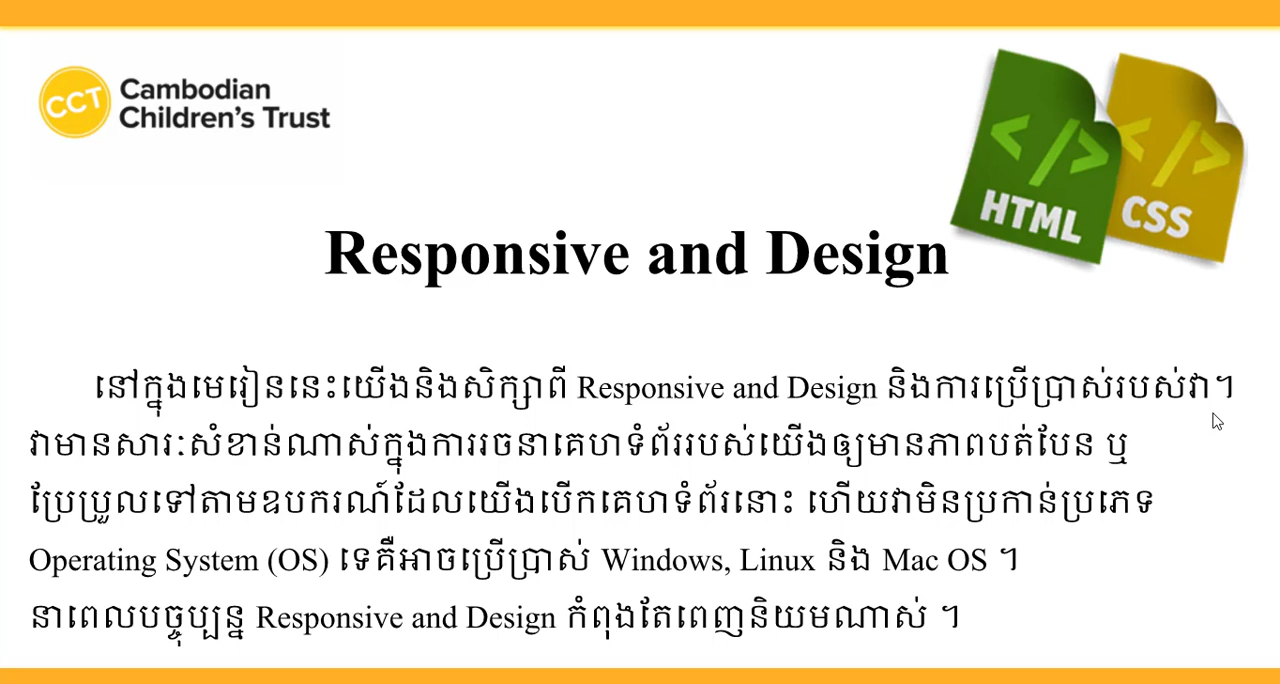 CCT
Cambodian
Children's Trust
HTML
CSS
Responsive and Design
នៅក្នុងមេរៀននេះយើងនិងសិក្សាពី Responsive and Design និងការប្រើប្រាស់របស់វា។
វាមានសារៈសំខាន់ណាស់ក្នុងការរចនាគេហទំព័ររបស់យើងឲ្យមានភាពបត់បែន ឬ
ប្រែប្រួលទៅតាមឧបករណ៍ដែលយើងបើកគេហទំព័រនោះ ហើយវាមិនប្រកាន់ប្រភេទ
Operating System (OS) ទេគឺអាចប្រើប្រាស់ Windows, Linux និង Mac OS ។
នាពេលបច្ចុប្បន្ន Responsive and Design កំពុងតែពេញនិយមណាស់ ។